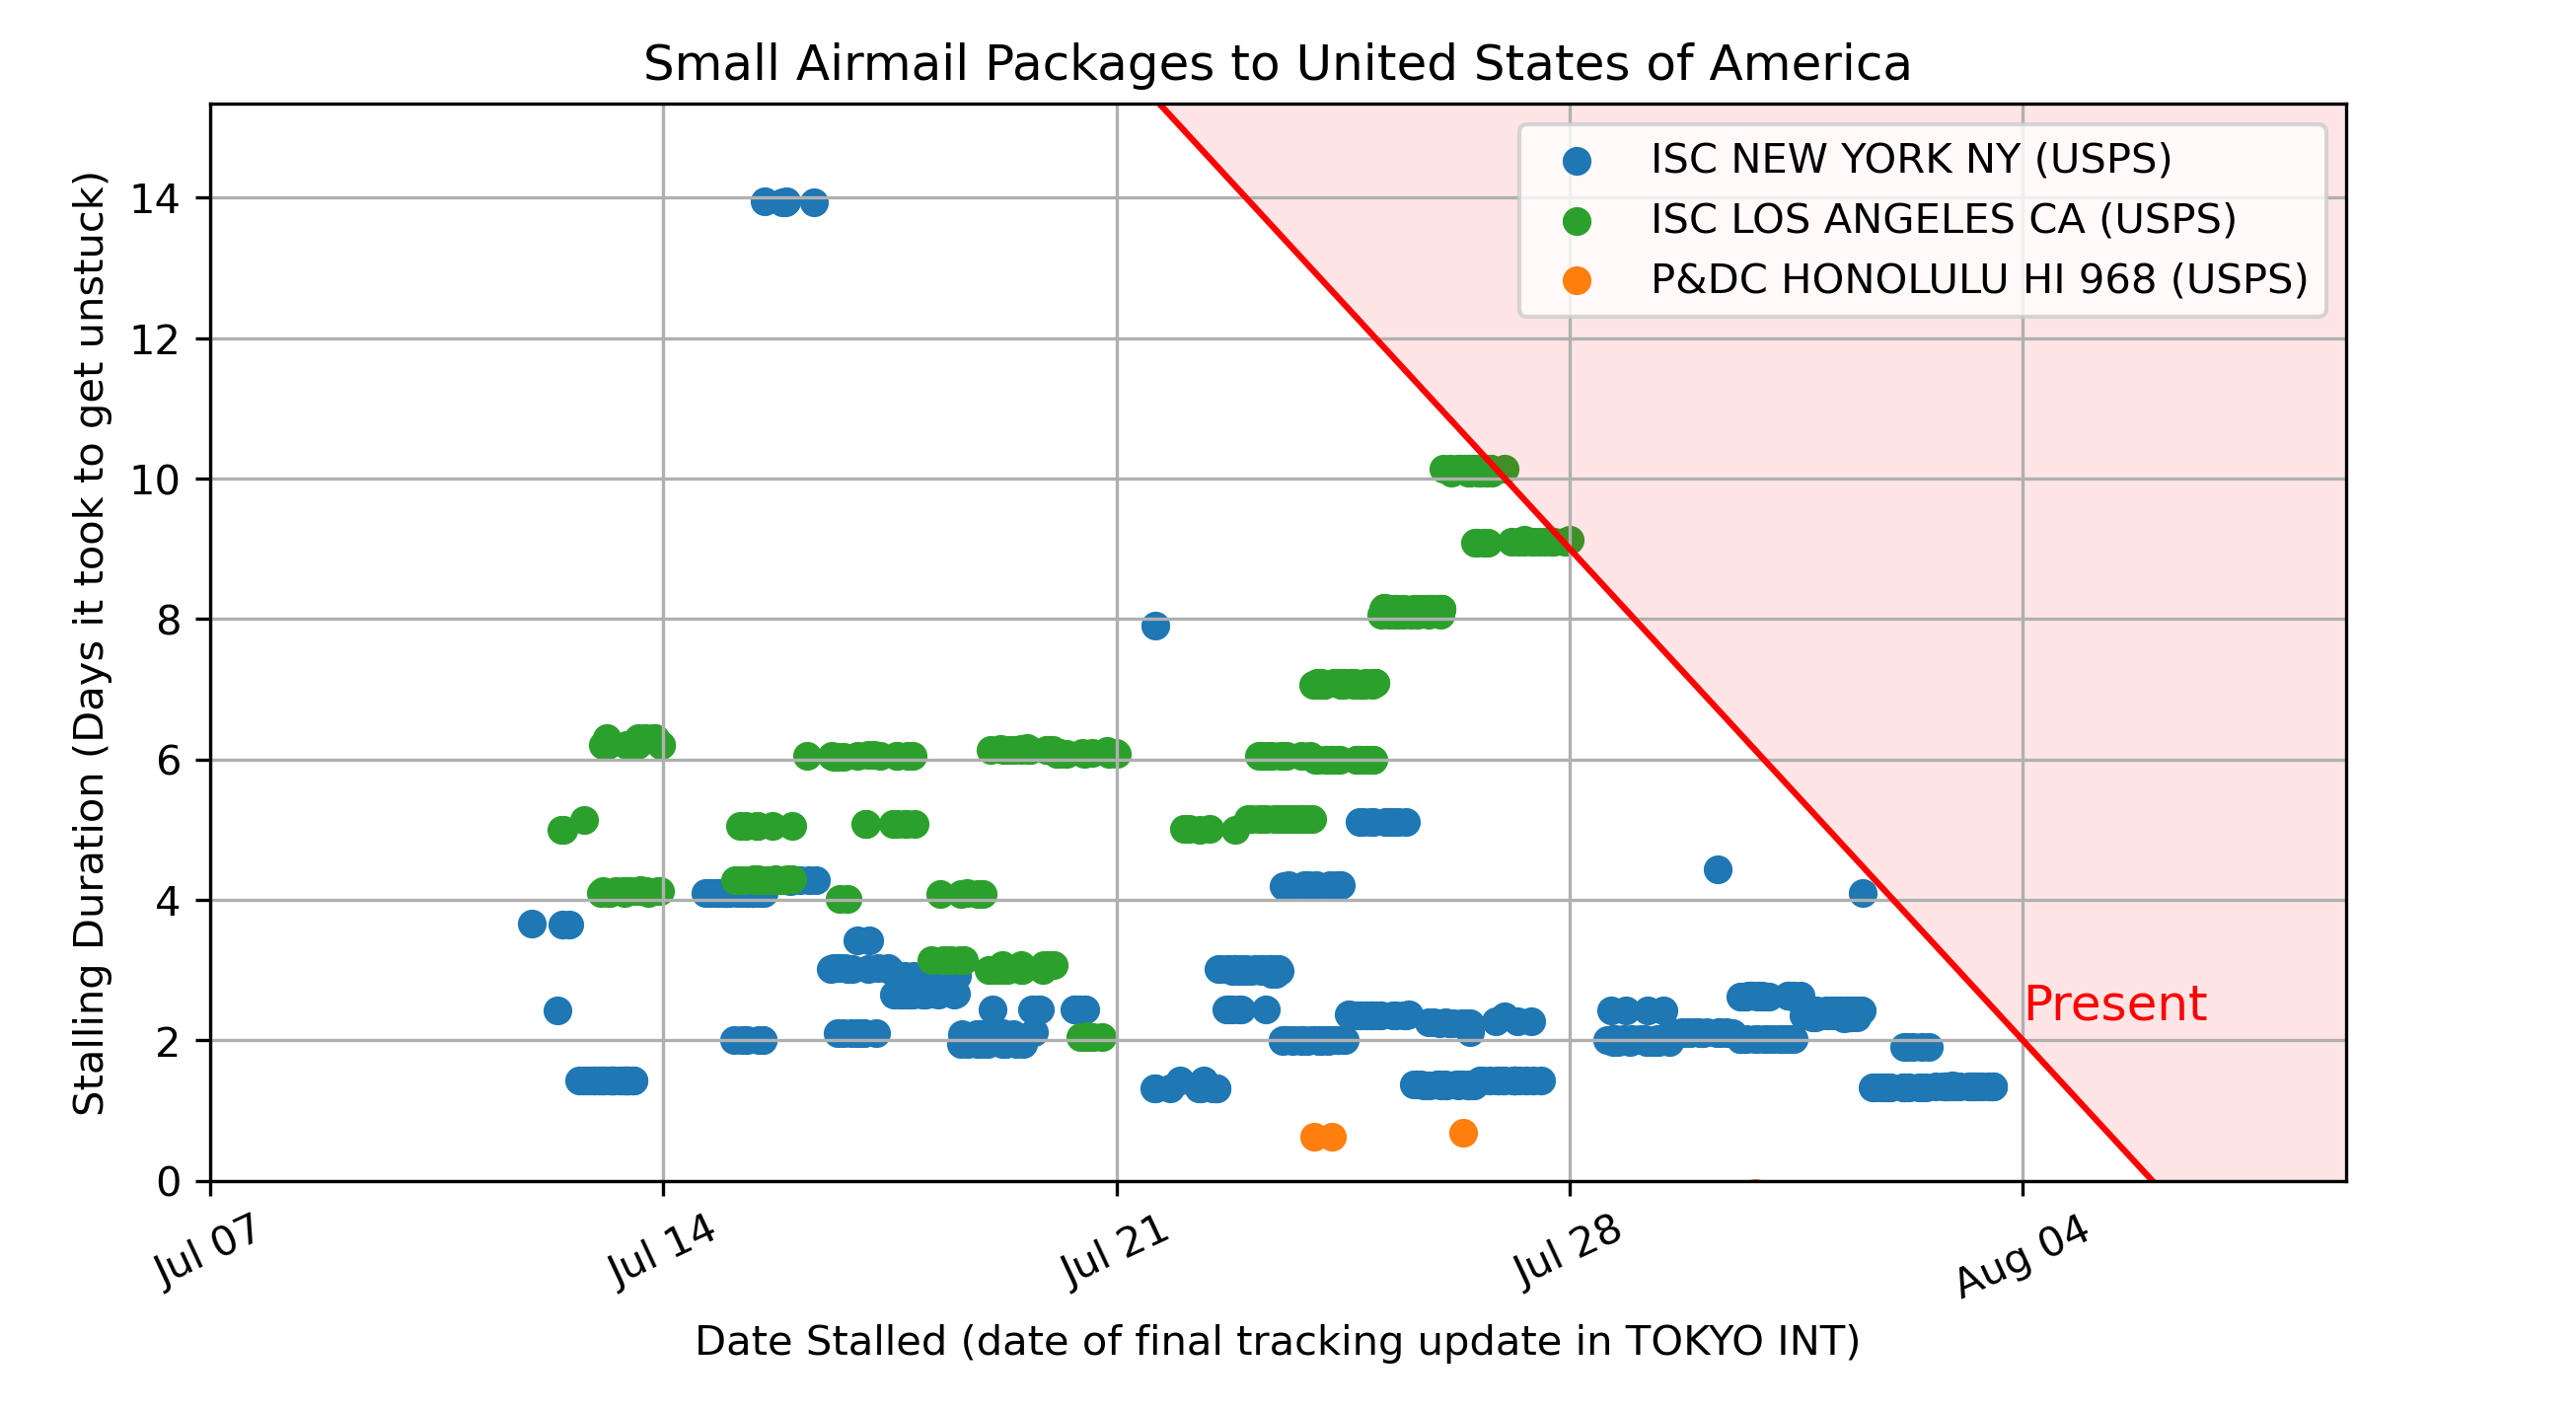 Small Airmail Packages to United States of America
Stalling Duration (Days it took to get unstuck)
14
12
10
8
6
4
2
0
ISC NEW YORK NY (USPS)
ISC LOS ANGELES CA (USPS)
P&DC HONOLULU HI 968 (USPS)
Present
Jul 07
Jul 14
Jul 21
Jul 28
Aug 04
Date Stalled (date of final tracking update in TOKYO INT)